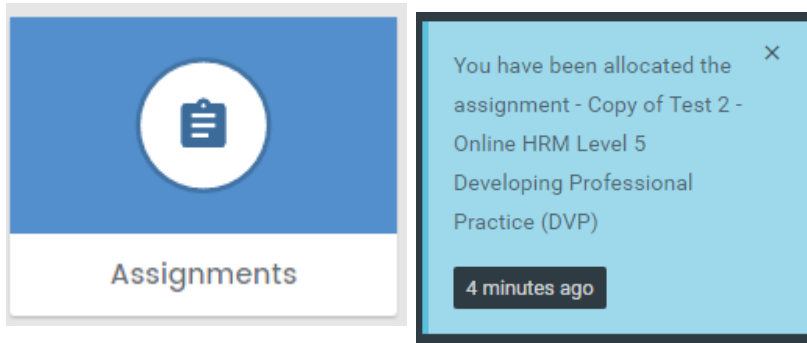 Assignments
You have been allocated the
assignment - Copy of Test 2 -
Online HRM Level 5
Developing Professional
Practice (DVP)
4 minutes ago